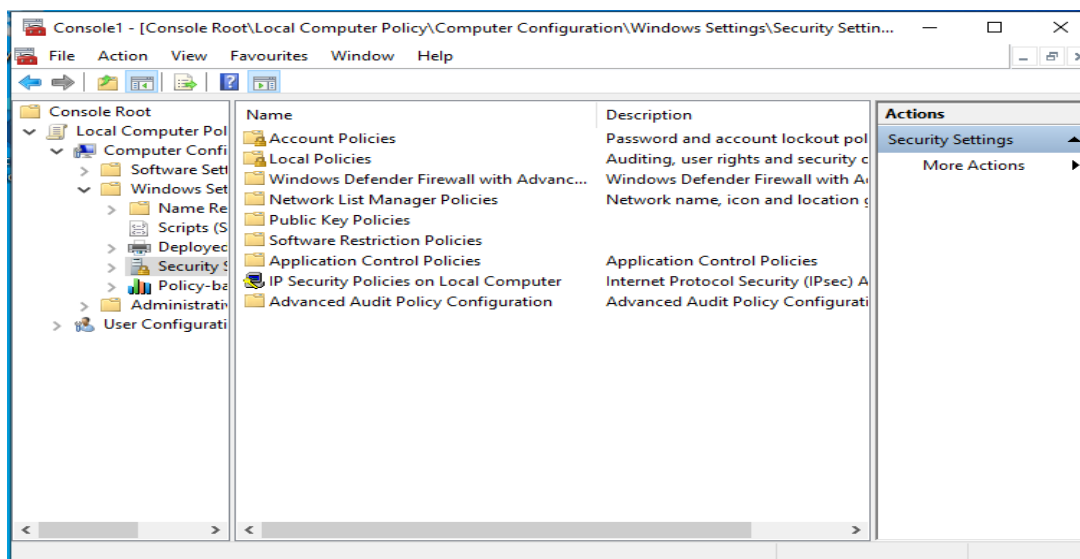 Console1 - [Console Root\Local Computer Policy\Computer Configuration\Windows Settings\Security Settin...
File Action View Favourites Window Help
Console Root
Local Computer Pol
Computer Confi
Software Sett
Windows Set
Name Re
Scripts (S
Deployed
Security S
Policy-ba
Administrativ
User Configurati
Name Description
Account Policies Password and account lockout pol
Local Policies Auditing, user rights and security o
Windows Defender Firewall with Advanc... Windows Defender Firewall with A
Network List Manager Policies Network name, icon and location g
Public Key Policies
Software Restriction Policies
Application Control Policies Application Control Policies
IP Security Policies on Local Computer Internet Protocol Security (IPsec) A
Advanced Audit Policy Configuration Advanced Audit Policy Configurati
Actions
Security Settings
More Actions